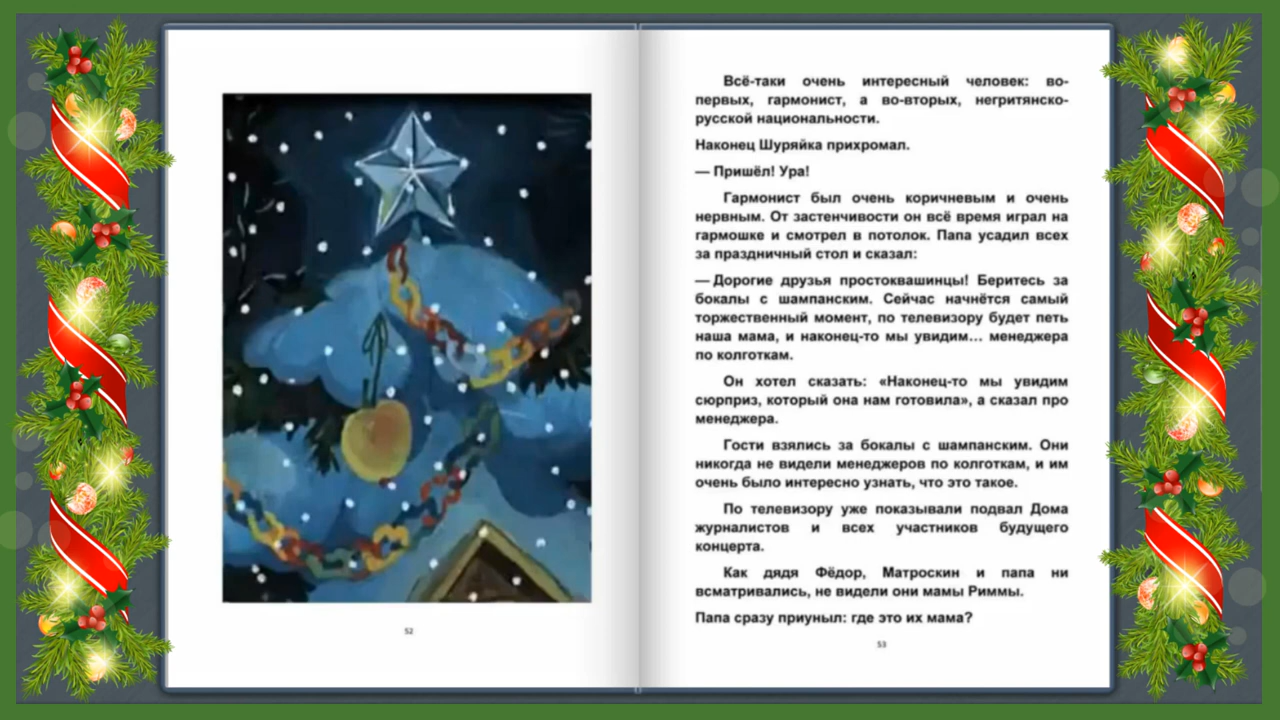 Всё-таки очень интересный человек: во-
первых, гармонист, а во-вторых, негритянско-
русской национальности.
Наконец Шуряйка прихромал.
— Пришёл! Ура!
Гармонист был очень коричневым и очень
нервным. От застенчивости он всё время играл на
гармошке и смотрел в потолок. Папа усадил всех
за праздничный стол и сказал:
— Дорогие друзья простоквашинцы! Беритесь за
бокалы с шампанским. Сейчас начнётся самый
торжественный момент, по телевизору будет петь
наша мама, и наконец-то мы увидим... менеджера
по колготкам.
Он хотел сказать: «Наконец-то мы увидим
сюрприз, который она нам готовила», а сказал про
менеджера.
Гости взялись за бокалы с шампанским. Они
никогда не видели менеджеров по колготкам, и им
очень было интересно узнать, что это такое.
По телевизору уже показывали подвал Дома
журналистов и всех участников будущего
концерта.
Как дядя Фёдор, Матроскин и папа ни
всматривались, не видели они мамы Риммы.
Папа сразу приуныл: где это их мама?
52
53